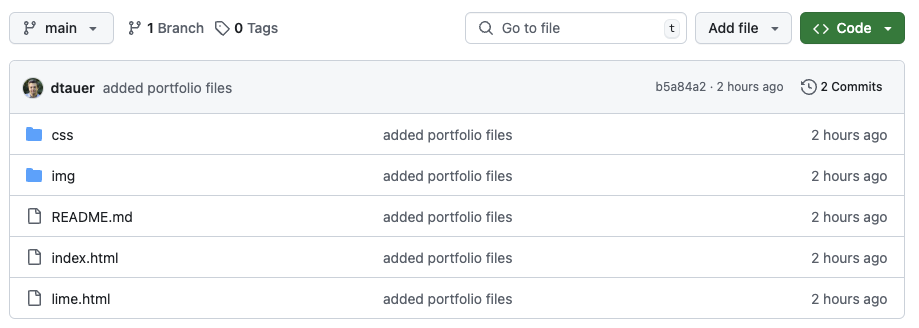 main 1 Branch 0 Tags Go to file t Add file Code
dtauer added portfolio files b5a84a2 · 2 hours ago 2 Commits
css added portfolio files 2 hours ago
img added portfolio files 2 hours ago
README.md added portfolio files 2 hours ago
index.html added portfolio files 2 hours ago
lime.html added portfolio files 2 hours ago